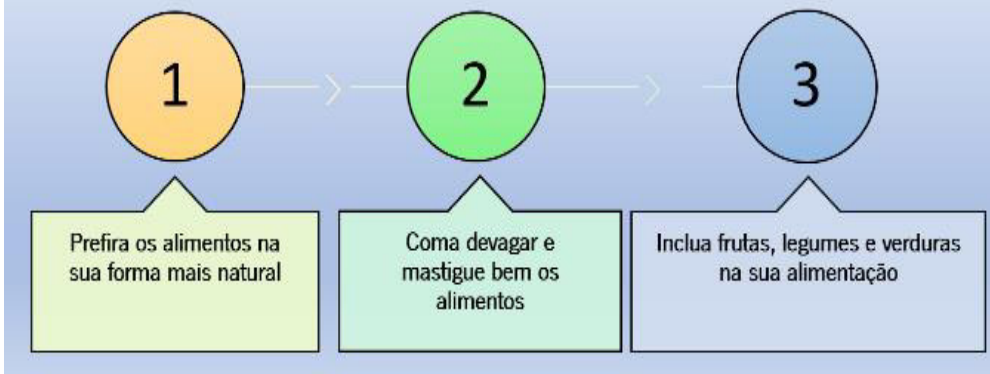 1
2
3
Prefira os alimentos na
sua forma mais natural
Coma devagar e
mastigue bem os
alimentos
Inclua frutas, legumes e verduras
na sua alimentação